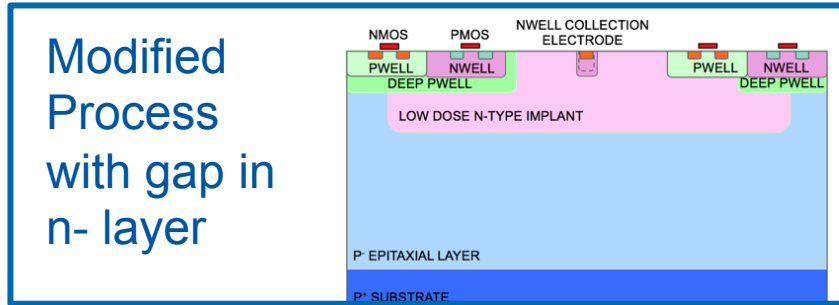 Modified
Process
with gap in
n- layer
NMOS
PMOS
NWELL COLLECTION
ELECTRODE
PWELL
NWELL
PWELL
NWELL
DEEP PWELL
DEEP PWELL
LOW DOSE N-TYPE IMPLANT
P⁻ EPITAXIAL LAYER
P⁺ SUBSTRATE